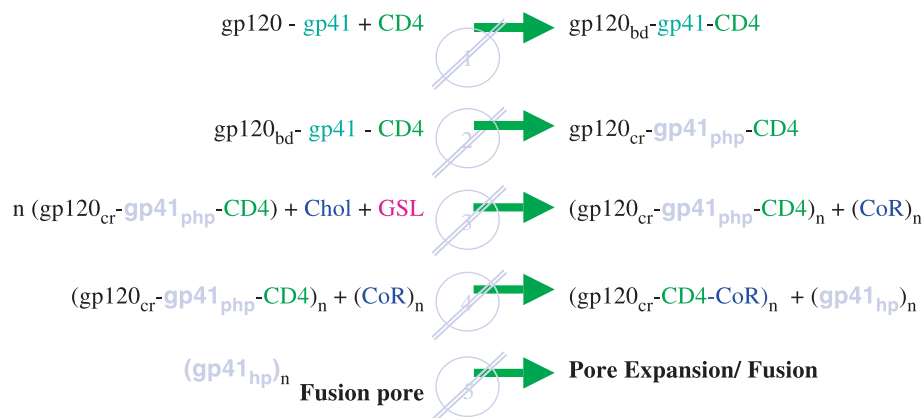 gp120 - gp41 + CD4 1 gp120bd-gp41-CD4
gp120bd- gp41 - CD4 2 gp120cr-gp41php-CD4
n (gp120cr-gp41php-CD4) + Chol + GSL 3 (gp120cr-gp41php-CD4)n + (CoR)n
(gp120cr-gp41php-CD4)n + (CoR)n 4 (gp120cr-CD4-CoR)n + (gp41hp)n
(gp41hp)n Fusion pore 5 Pore Expansion/ Fusion